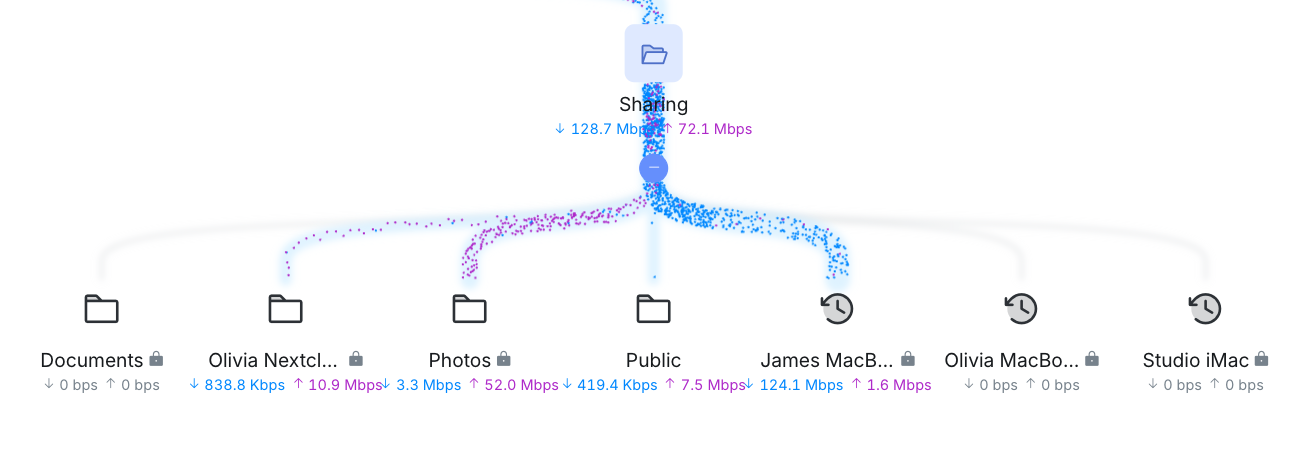 Sharing
↓ 128.7 Mbps ↑ 72.1 Mbps
Documents
↓ 0 bps ↑ 0 bps
Olivia Nextcl...
↓ 838.8 Kbps ↑ 10.9 Mbps
Photos
↓ 3.3 Mbps ↑ 52.0 Mbps
Public
↓ 419.4 Kbps ↑ 7.5 Mbps
James MacB...
↓ 124.1 Mbps ↑ 1.6 Mbps
Olivia MacBo...
↓ 0 bps ↑ 0 bps
Studio iMac
↓ 0 bps ↑ 0 bps